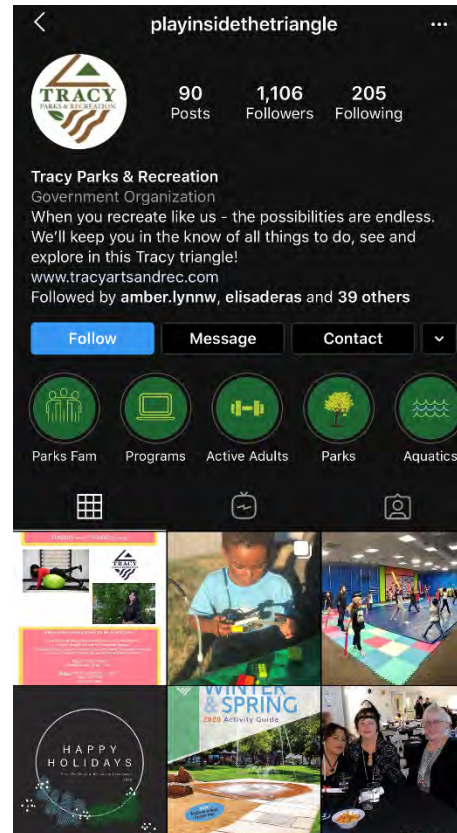 playinsidethetriangle
TRACY
PARKS & RECREATION
90 1,106 205
Posts Followers Following
Tracy Parks & Recreation
Government Organization
When you recreate like us - the possibilities are endless.
We'll keep you in the know of all things to do, see and
explore in this Tracy triangle!
www.tracyartsandrec.com
Followed by amber.lynnw, elisaderas and 39 others
Follow Message Contact
Parks Fam Programs Active Adults Parks Aquatics
TRACY
HAPPY
HOLIDAYS
WINTER
& SPRING
2020 Activity Guide